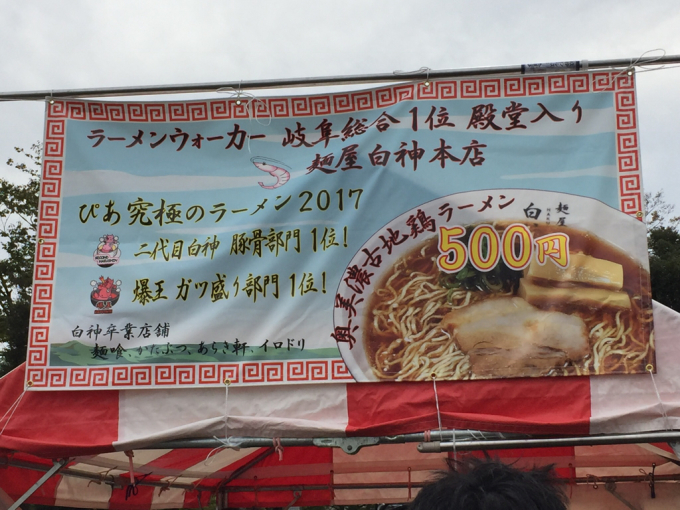 ラーメンウォーカー 岐阜総合1位 殿堂入り
麺屋白神本店
ぴあ究極のラーメン2017
二代目白神 豚骨部門1位!
爆王 ガツ盛り部門1位!
白神卒業店舗
麺喰、かたぶつ、あらき軒、イロドリ
奥美濃古地鶏ラーメン
500円
麺屋
白